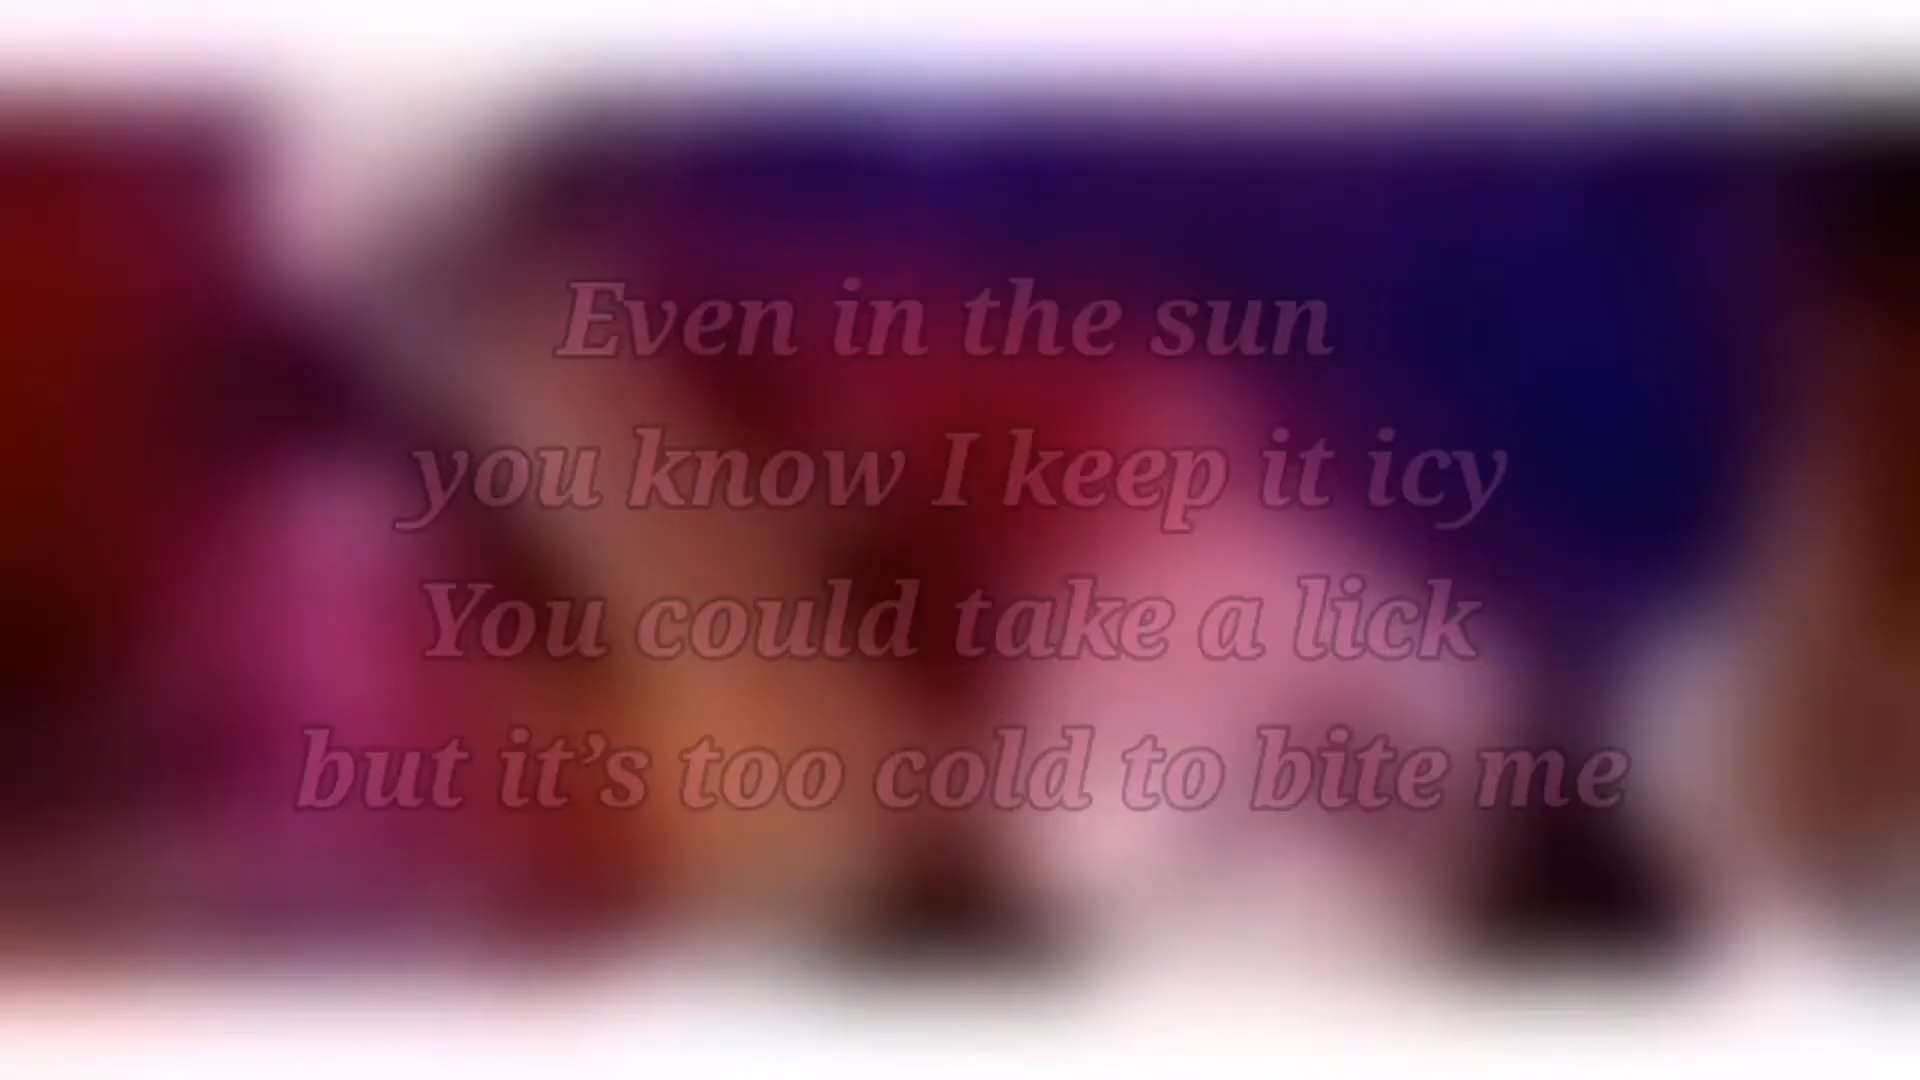 Even in the sun
you know I keep it icy
You could take a lick
but it’s too cold to bite me